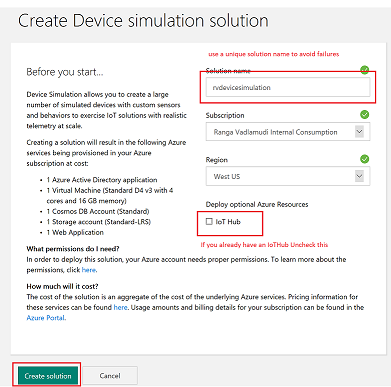 Create Device simulation solution
use a unique solution name to avoid failures
Before you start...
Device Simulation allows you to create a large
number of simulated devices with custom sensors
and behaviors to exercise IoT solutions with realistic
telemetry at scale.
Creating a solution will result in the following Azure
services being provisioned in your Azure
subscription at cost:
• 1 Azure Active Directory application
• 1 Virtual Machine (Standard D4 v3 with 4
cores and 16 GB memory)
• 1 Cosmos DB Account (Standard)
• 1 Storage account (Standard-LRS)
• 1 Web Application
Solution name
rvdevicesimulation
Subscription
Ranga Vadlamudi Internal Consumption
Region
West US
Deploy optional Azure Resources
IoT Hub
If you already have an IoTHub Uncheck this
What permissions do I need?
In order to deploy this solution, your Azure account needs proper permissions. To learn more about the
permissions, click here.
How much will it cost?
The cost of the solution is an aggregate of the cost of the underlying Azure services. Pricing information for
these services can be found here. Usage amounts and billing details for your subscription can be found in the
Azure Portal.
Create solution
Cancel